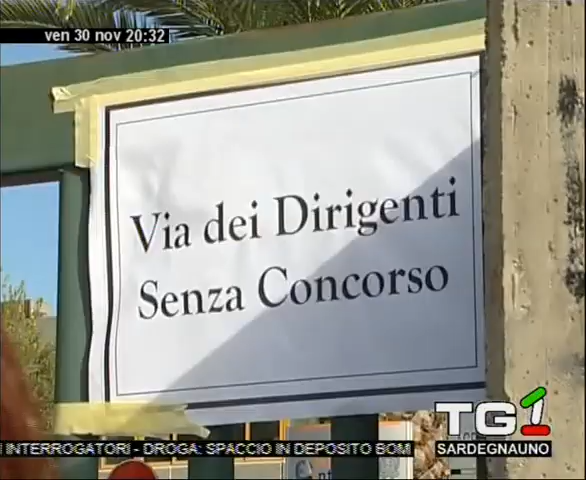 ven 30 nov 20:32
Via dei Dirigenti
Senza Concorso
TG1
SARDEGNAUNO
INTERROGATORI - DROGA: SPACCIO IN DEPOSITO BOM